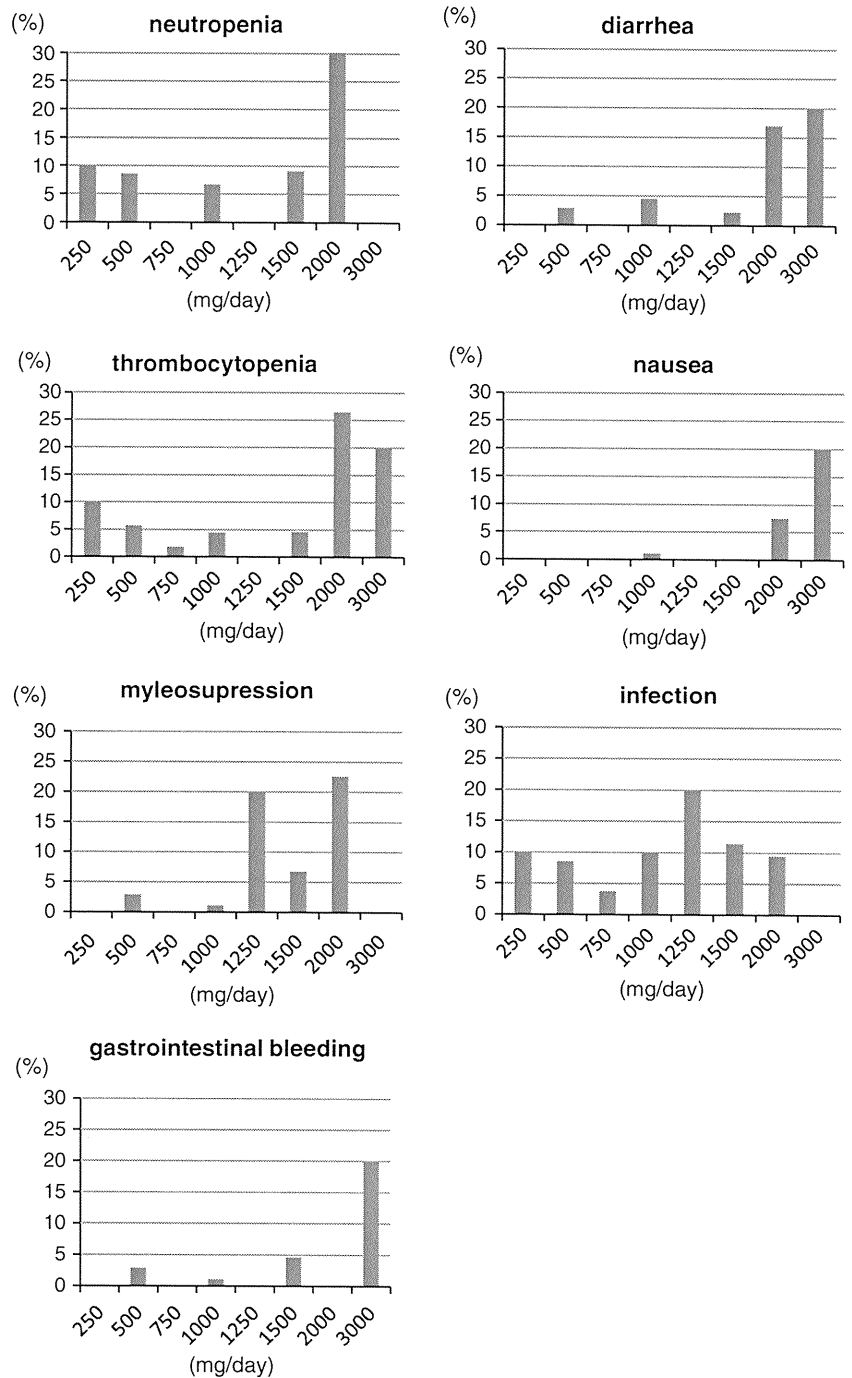 (%) neutropenia
30
25
20
15
10
5
0
250 500 750 1000 1250 1500 2000 3000
(mg/day)
(%) diarrhea
30
25
20
15
10
5
0
250 500 750 1000 1250 1500 2000 3000
(mg/day)
(%) thrombocytopenia
30
25
20
15
10
5
0
250 500 750 1000 1250 1500 2000 3000
(mg/day)
(%) nausea
30
25
20
15
10
5
0
250 500 750 1000 1250 1500 2000 3000
(mg/day)
(%) myleosupression
30
25
20
15
10
5
0
250 500 750 1000 1250 1500 2000 3000
(mg/day)
(%) infection
30
25
20
15
10
5
0
250 500 750 1000 1250 1500 2000 3000
(mg/day)
gastrointestinal bleeding
(%)
30
25
20
15
10
5
0
250 500 750 1000 1250 1500 2000 3000
(mg/day)